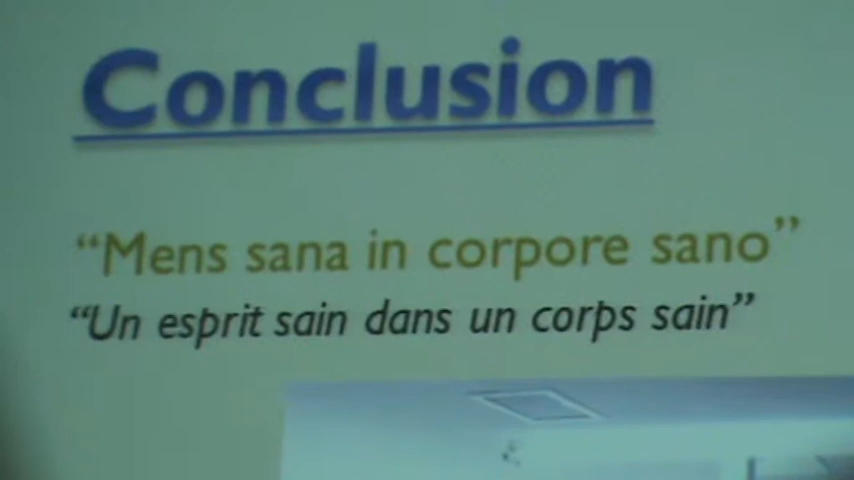 Conclusion
“Mens sana in corpore sano”
“Un esprit sain dans un corps sain”